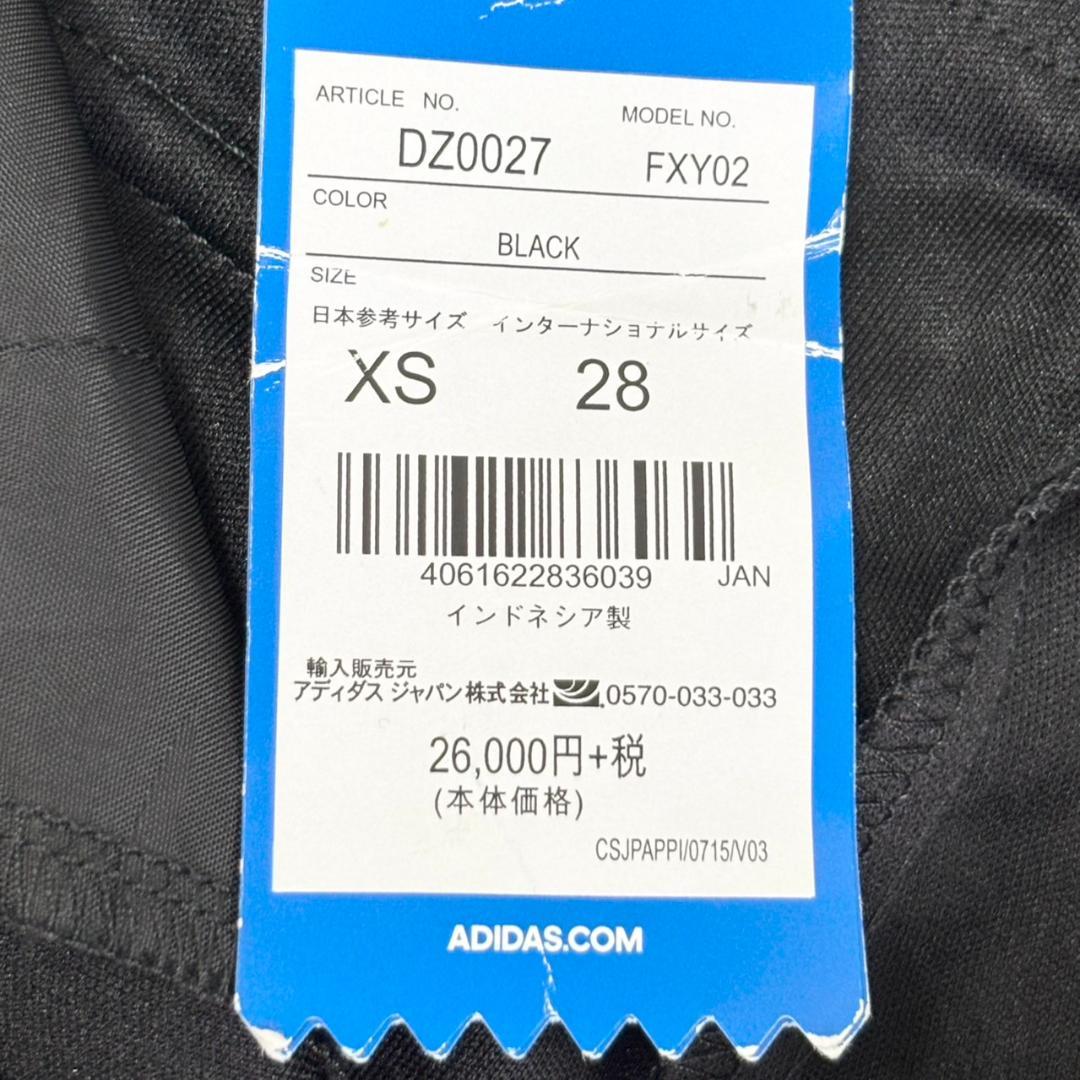 ARTICLE NO.
MODEL NO.
DZ0027
FXY02
COLOR
BLACK
SIZE
日本参考サイズ インターナショナルサイズ
XS 28
4061622836039 JAN
インドネシア製
輸入販売元
アディダス ジャパン株式会社 0570-033-033
26,000円+税
(本体価格)
CSJPAPPI/0715/V03
ADIDAS.COM